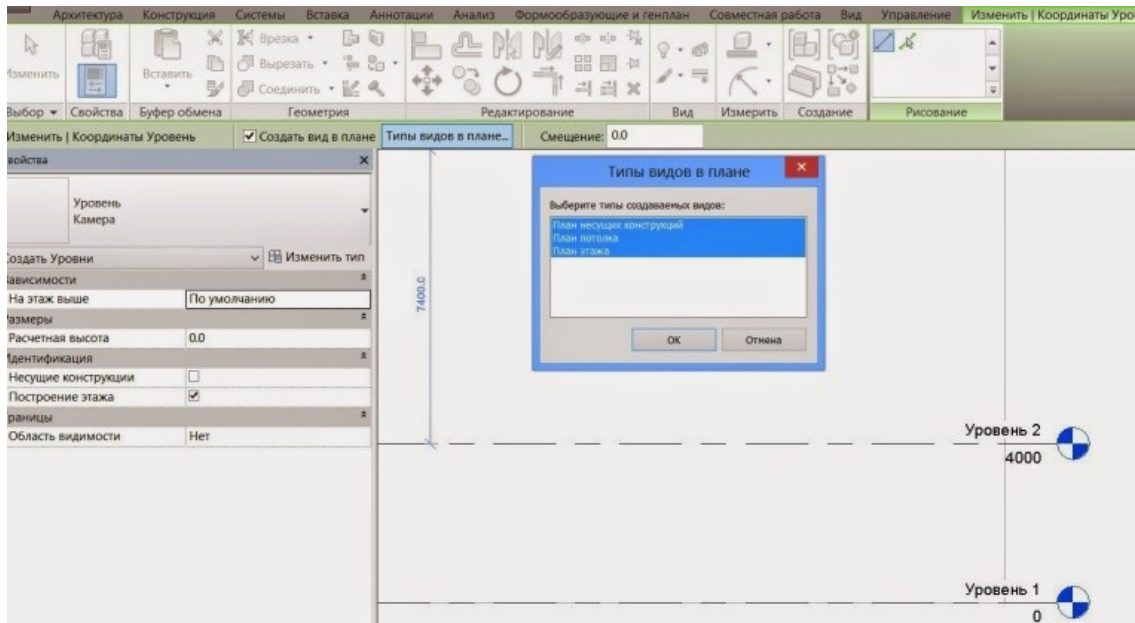 Архитектура Конструкция Системы Вставка Аннотации Анализ Формообразующие и генплан Совместная работа Вид Управление Изменить | Координаты Уро
Врезка
Изменить Вставить Вырезать
Соединить
Выбор Свойства Буфер обмена Геометрия Редактирование Вид Измерить Создание Рисование
Изменить | Координаты Уровень Создать вид в плане Типы видов в плане... Смещение: 0.0
войства
Типы видов в плане
Уровень
Камера
Выберите типы создаваемых видов:
План несущих конструкций
План потолка
План этажа
Создать Уровни Изменить тип
Зависимости
На этаж выше По умолчанию
7400.0
Размеры
Расчетная высота 0.0
OK Отмена
Идентификация
Несущие конструкции
Построение этажа
раницы
Область видимости Нет
Уровень 2
4000
Уровень 1
0